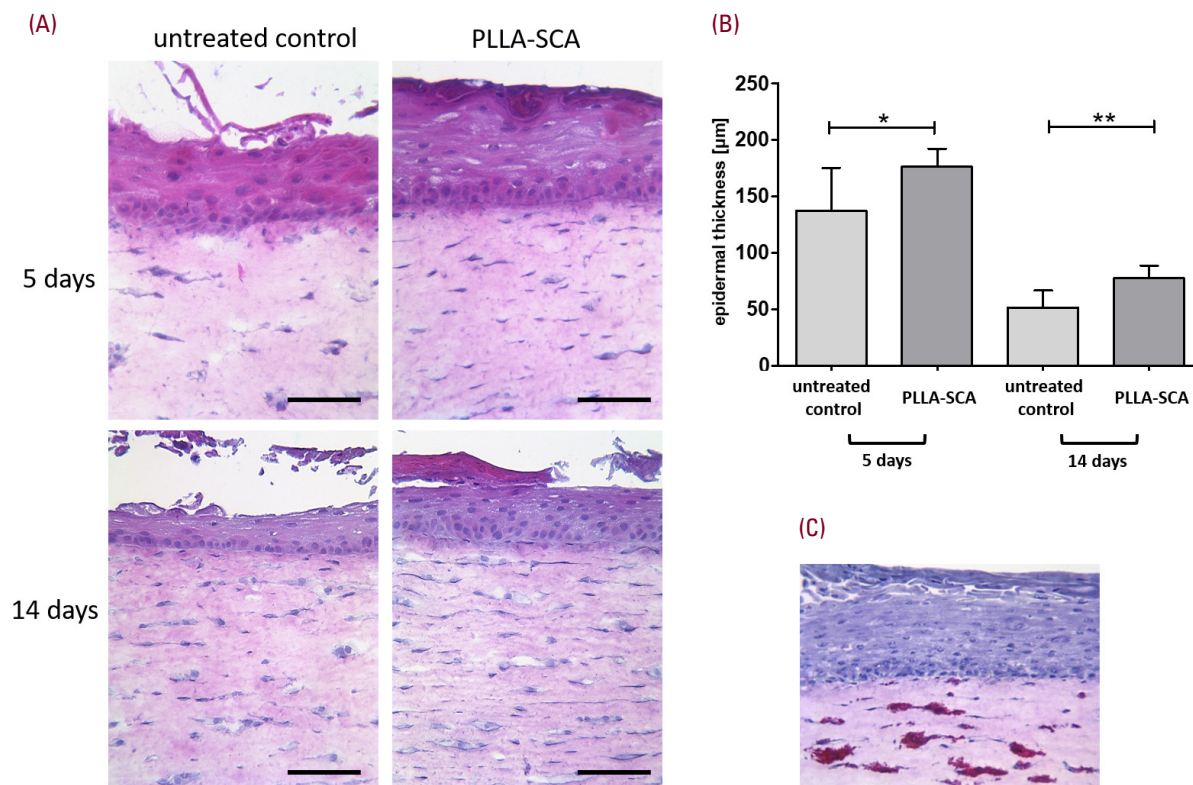 (A)
untreated control
PLLA-SCA
5 days
14 days
(B)
epidermal thickness [µm]
250
200
150
100
50
0
*
**
untreated
control
PLLA-SCA
untreated
control
PLLA-SCA
5 days
14 days
(C)